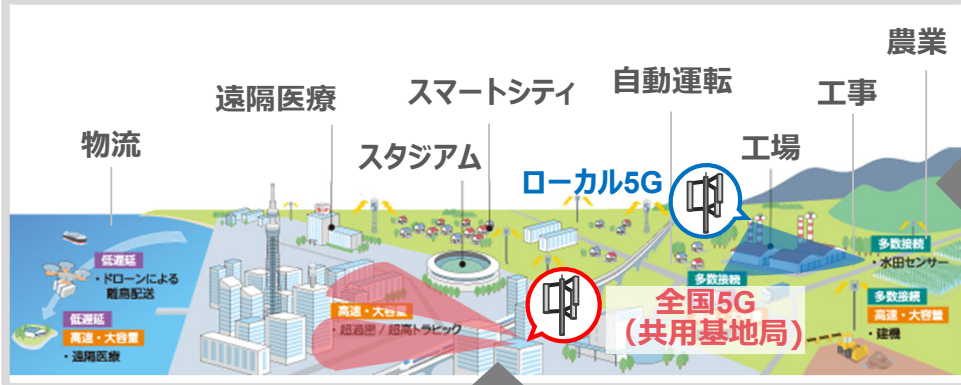 農業
自動運転
工事
スマートシティ
遠隔医療
物流
スタジアム
工場
ローカル5G
低遅延
・ドローンによる
離島配送
低遅延
高速・大容量
・遠隔医療
高速・大容量
・超過密/超高トラピック
全国5G
(共用基地局)
多数接続
多数接続
・水田センサー
多数接続
高速・大容量
・建機